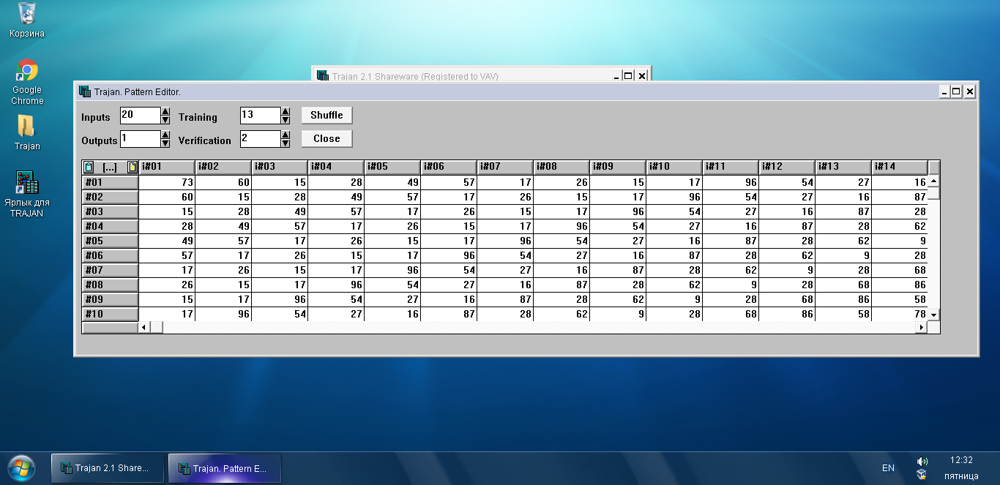 Корзина
Google
Chrome
Trajan
Ярлык для
TRAJAN
Trajan 2.1 Shareware (Registered to VAV)
Trajan. Pattern Editor.
Inputs 20 Training 13 Shuffle
Outputs 1 Verification 2 Close
[...] i#01 i#02 i#03 i#04 i#05 i#06 i#07 i#08 i#09 i#10 i#11 i#12 i#13 i#14
#01 73 60 15 28 49 57 17 26 15 17 96 54 27 16
#02 60 15 28 49 57 17 26 15 17 96 54 27 16 87
#03 15 28 49 57 17 26 15 17 96 54 27 16 87 28
#04 28 49 57 17 26 15 17 96 54 27 16 87 28 62
#05 49 57 17 26 15 17 96 54 27 16 87 28 62 9
#06 57 17 26 15 17 96 54 27 16 87 28 62 9 28
#07 17 26 15 17 96 54 27 16 87 28 62 9 28 68
#08 26 15 17 96 54 27 16 87 28 62 9 28 68 86
#09 15 17 96 54 27 16 87 28 62 9 28 68 86 58
#10 17 96 54 27 16 87 28 62 9 28 68 86 58 78
Trajan 2.1 Share...
Trajan. Pattern E...
EN
12:32
пятница